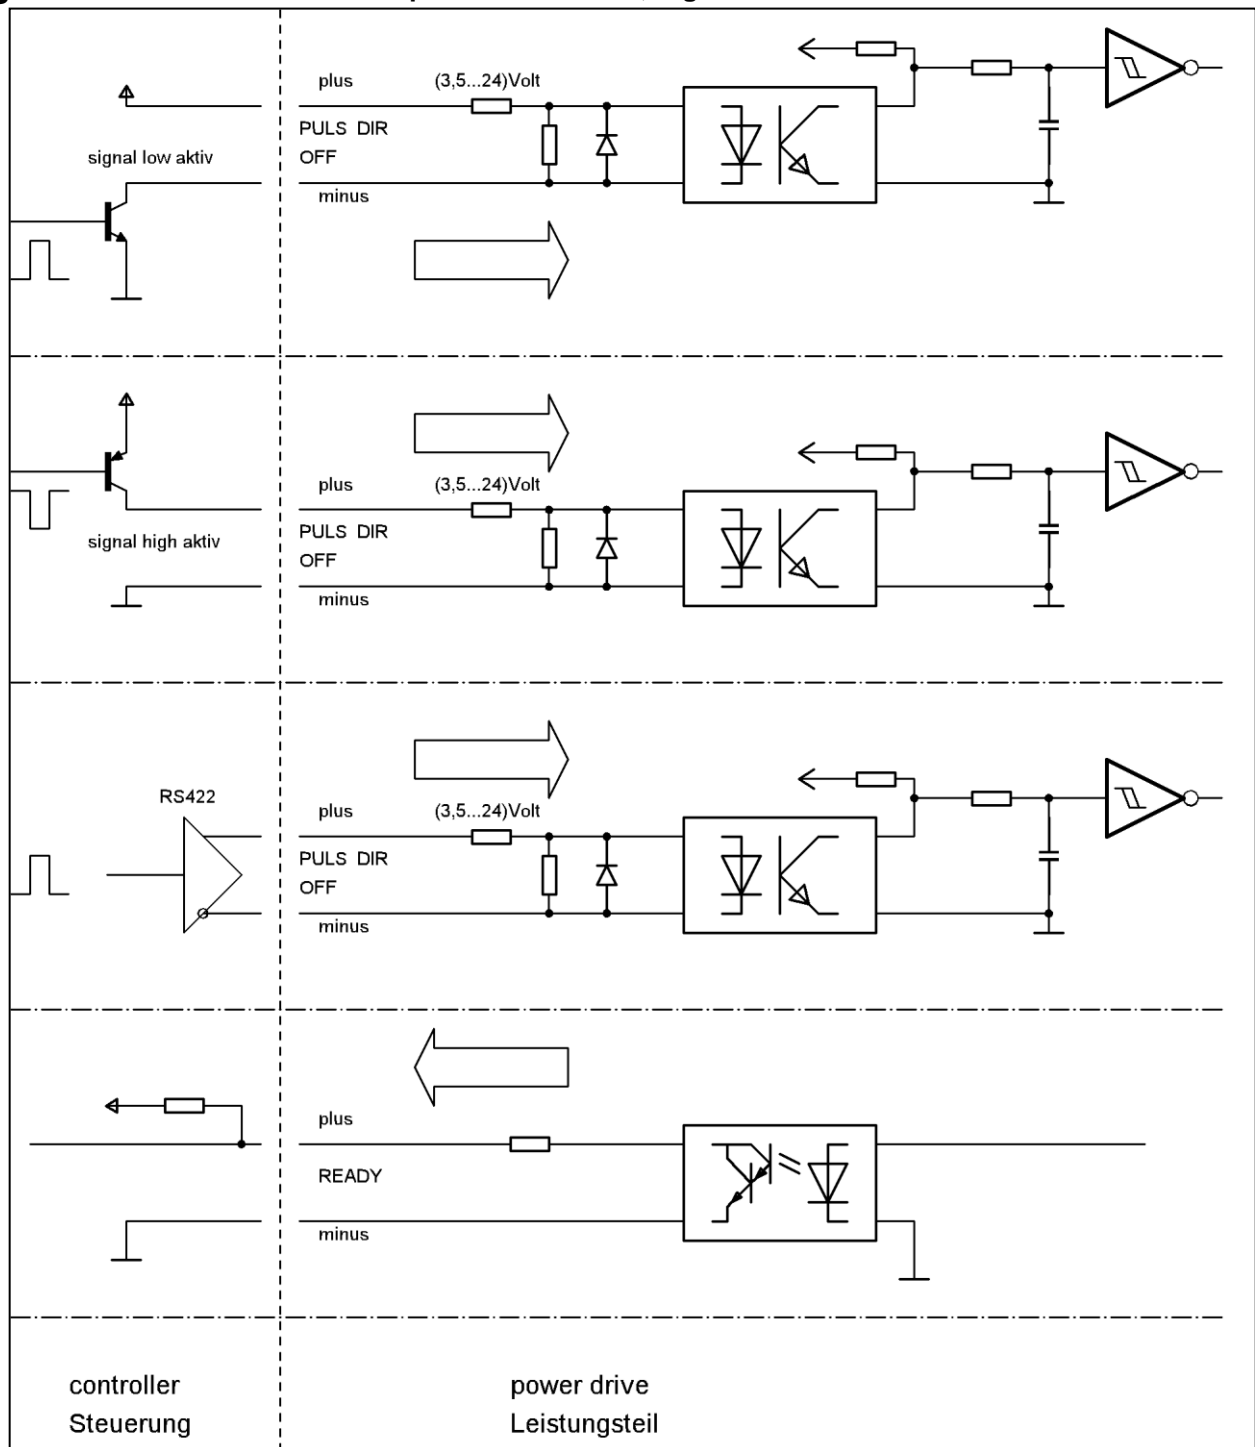 plus (3,5...24)Volt
PULS DIR
signal low aktiv OFF
minus
plus (3,5...24)Volt
PULS DIR
signal high aktiv OFF
minus
RS422
plus (3,5...24)Volt
PULS DIR
OFF
minus
plus
READY
minus
controller power drive
Steuerung Leistungsteil